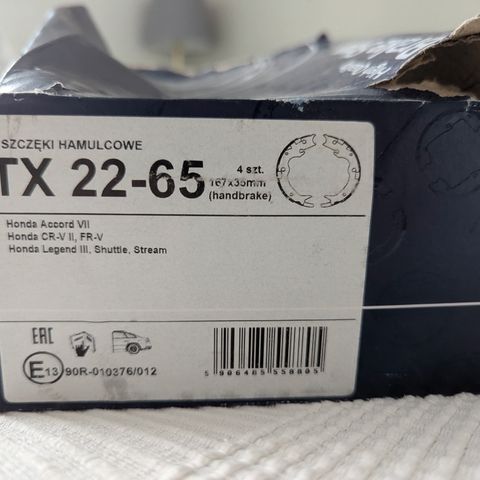 SZCZĘKI HAMULCOWE
TX 22-65
4 szt.
167x35mm
(handbrake)
Honda Accord VII
Honda CR-V II, FR-V
Honda Legend III, Shuttle, Stream
EAC
E13 90R-010376/012
5 906485 558805